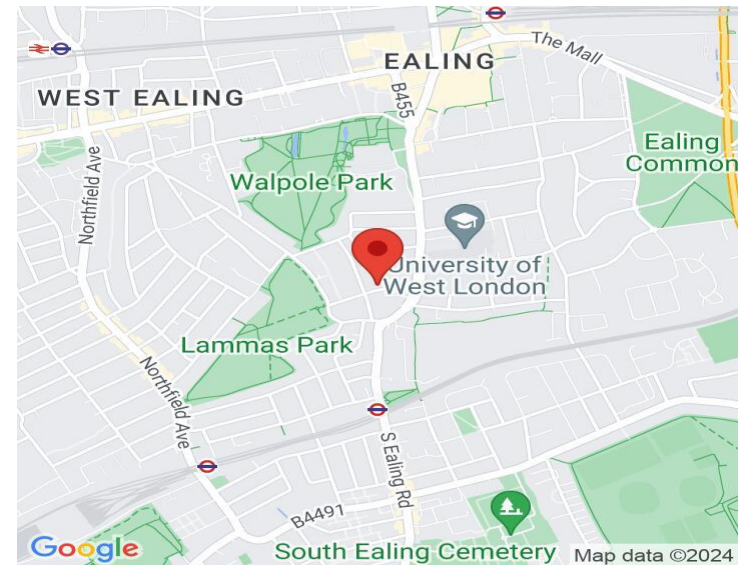 The Mall
EALING
WEST EALING
B455
Ealing
Common
Walpole Park
Northfield Ave
University of
West London
Lammas Park
Northfield Ave
S Ealing Rd
B4491
South Ealing Cemetery
Google
Map data ©2024